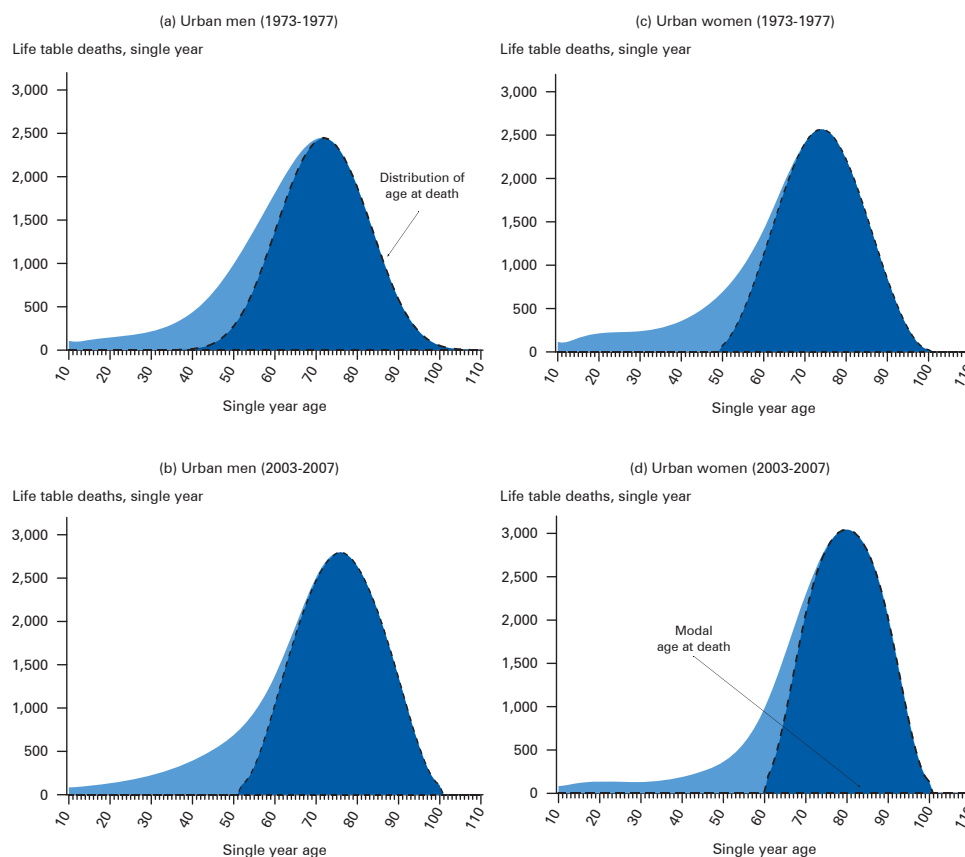 (a) Urban men (1973-1977)
Life table deaths, single year
3,000
2,500
2,000
1,500
1,000
500
0
Distribution of
age at death
10 20 30 40 50 60 70 80 90 100 110
Single year age
(c) Urban women (1973-1977)
Life table deaths, single year
3,000
2,500
2,000
1,500
1,000
500
0
10 20 30 40 50 60 70 80 90 100 110
Single year age
(b) Urban men (2003-2007)
Life table deaths, single year
3,000
2,500
2,000
1,500
1,000
500
0
10 20 30 40 50 60 70 80 90 100 110
Single year age
(d) Urban women (2003-2007)
Life table deaths, single year
3,000
2,500
2,000
1,500
1,000
500
0
Modal
age at death
10 20 30 40 50 60 70 80 90 100 110
Single year age